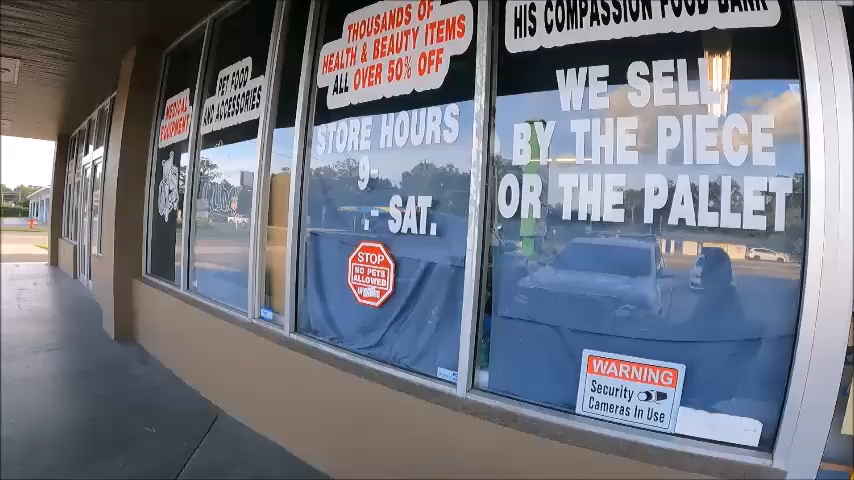 MEDICAL
EQUIPMENT
PET FOOD
AND ACCESSORIES
THOUSANDS OF
HEALTH & BEAUTY ITEMS
ALL OVER 50% OFF
STORE HOURS
9-
- SAT.
STOP
NO PETS
ALLOWED
HIS COMPASSION FOOD BANK
WE SELL
BY THE PIECE
OR THE PALLET
WARNING
Security
Cameras In Use